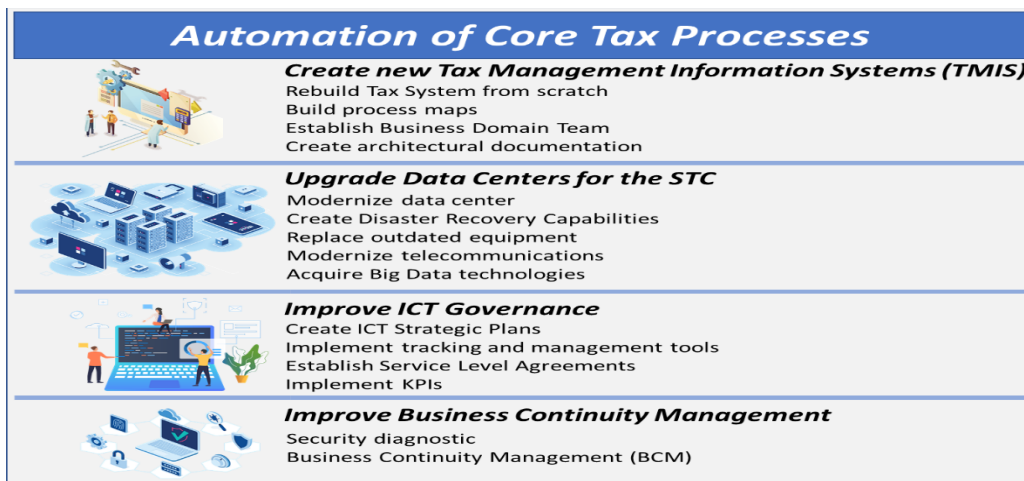 Automation of Core Tax Processes
Create new Tax Management Information Systems (TMIS)
Rebuild Tax System from scratch
Build process maps
Establish Business Domain Team
Create architectural documentation
Upgrade Data Centers for the STC
Modernize data center
Create Disaster Recovery Capabilities
Replace outdated equipment
Modernize telecommunications
Acquire Big Data technologies
Improve ICT Governance
Create ICT Strategic Plans
Implement tracking and management tools
Establish Service Level Agreements
Implement KPIs
Improve Business Continuity Management
Security diagnostic
Business Continuity Management (BCM)